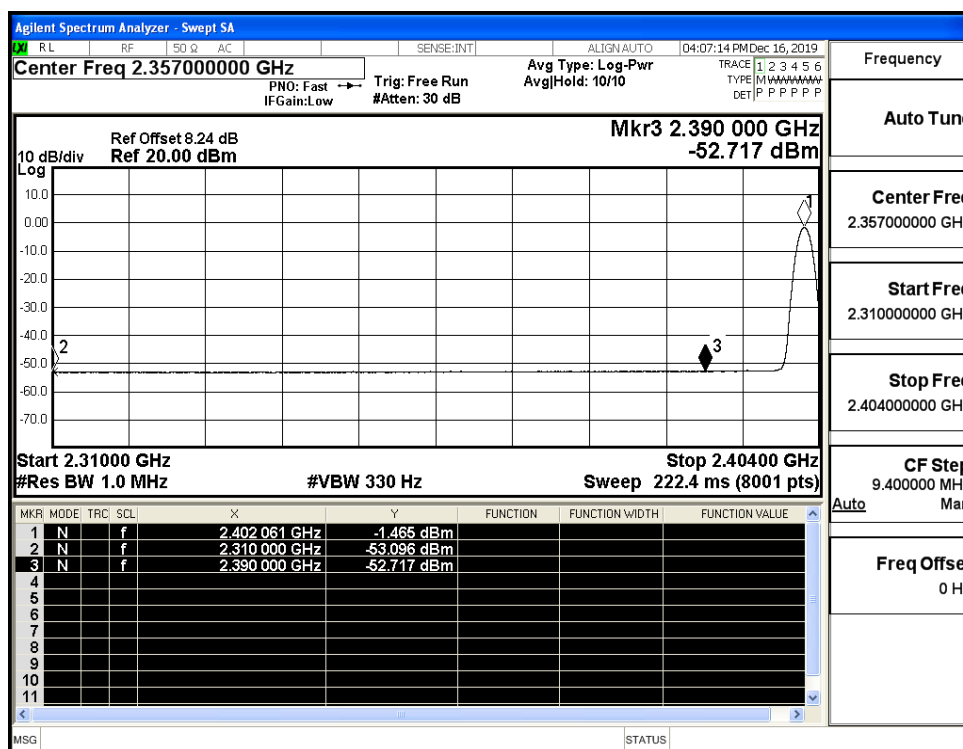 Agilent Spectrum Analyzer - Swept SA
LXI RL RF 50 Ω AC SENSE:INT ALIGN AUTO 04:07:14 PM Dec 16, 2019
Center Freq 2.357000000 GHz
PNO: Fast
IFGain:Low
Trig: Free Run
#Atten: 30 dB
Avg Type: Log-Pwr
Avg|Hold: 10/10
TRACE 1 2 3 4 5 6
TYPE M WWWWW
DET P P P P P P
Mkr3 2.390 000 GHz
-52.717 dBm
Ref Offset 8.24 dB
10 dB/div Ref 20.00 dBm
Log
10.0
0.00
-10.0
-20.0
-30.0
-40.0
-50.0
-60.0
-70.0
1
2
3
Start 2.31000 GHz Stop 2.40400 GHz
#Res BW 1.0 MHz #VBW 330 Hz Sweep 222.4 ms (8001 pts)
MKR MODE TRC SCL X Y FUNCTION FUNCTION WIDTH FUNCTION VALUE
1 N f 2.402 061 GHz -1.465 dBm
2 N f 2.310 000 GHz -53.096 dBm
3 N f 2.390 000 GHz -52.717 dBm
4
5
6
7
8
9
10
11
MSG STATUS
Frequency
Auto Tun
Center Fre
2.357000000 GH
Start Fre
2.310000000 GH
Stop Fre
2.404000000 GH
CF Step
9.400000 MH
Auto Ma
Freq Offse
0 H